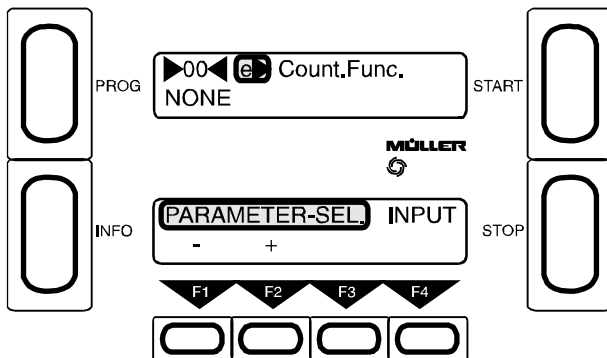 PROG
▶00◀ e▶ Count.Func.
NONE
START
MÜLLER
INFO
PARAMETER-SEL. INPUT
- +
STOP
F1 F2 F3 F4